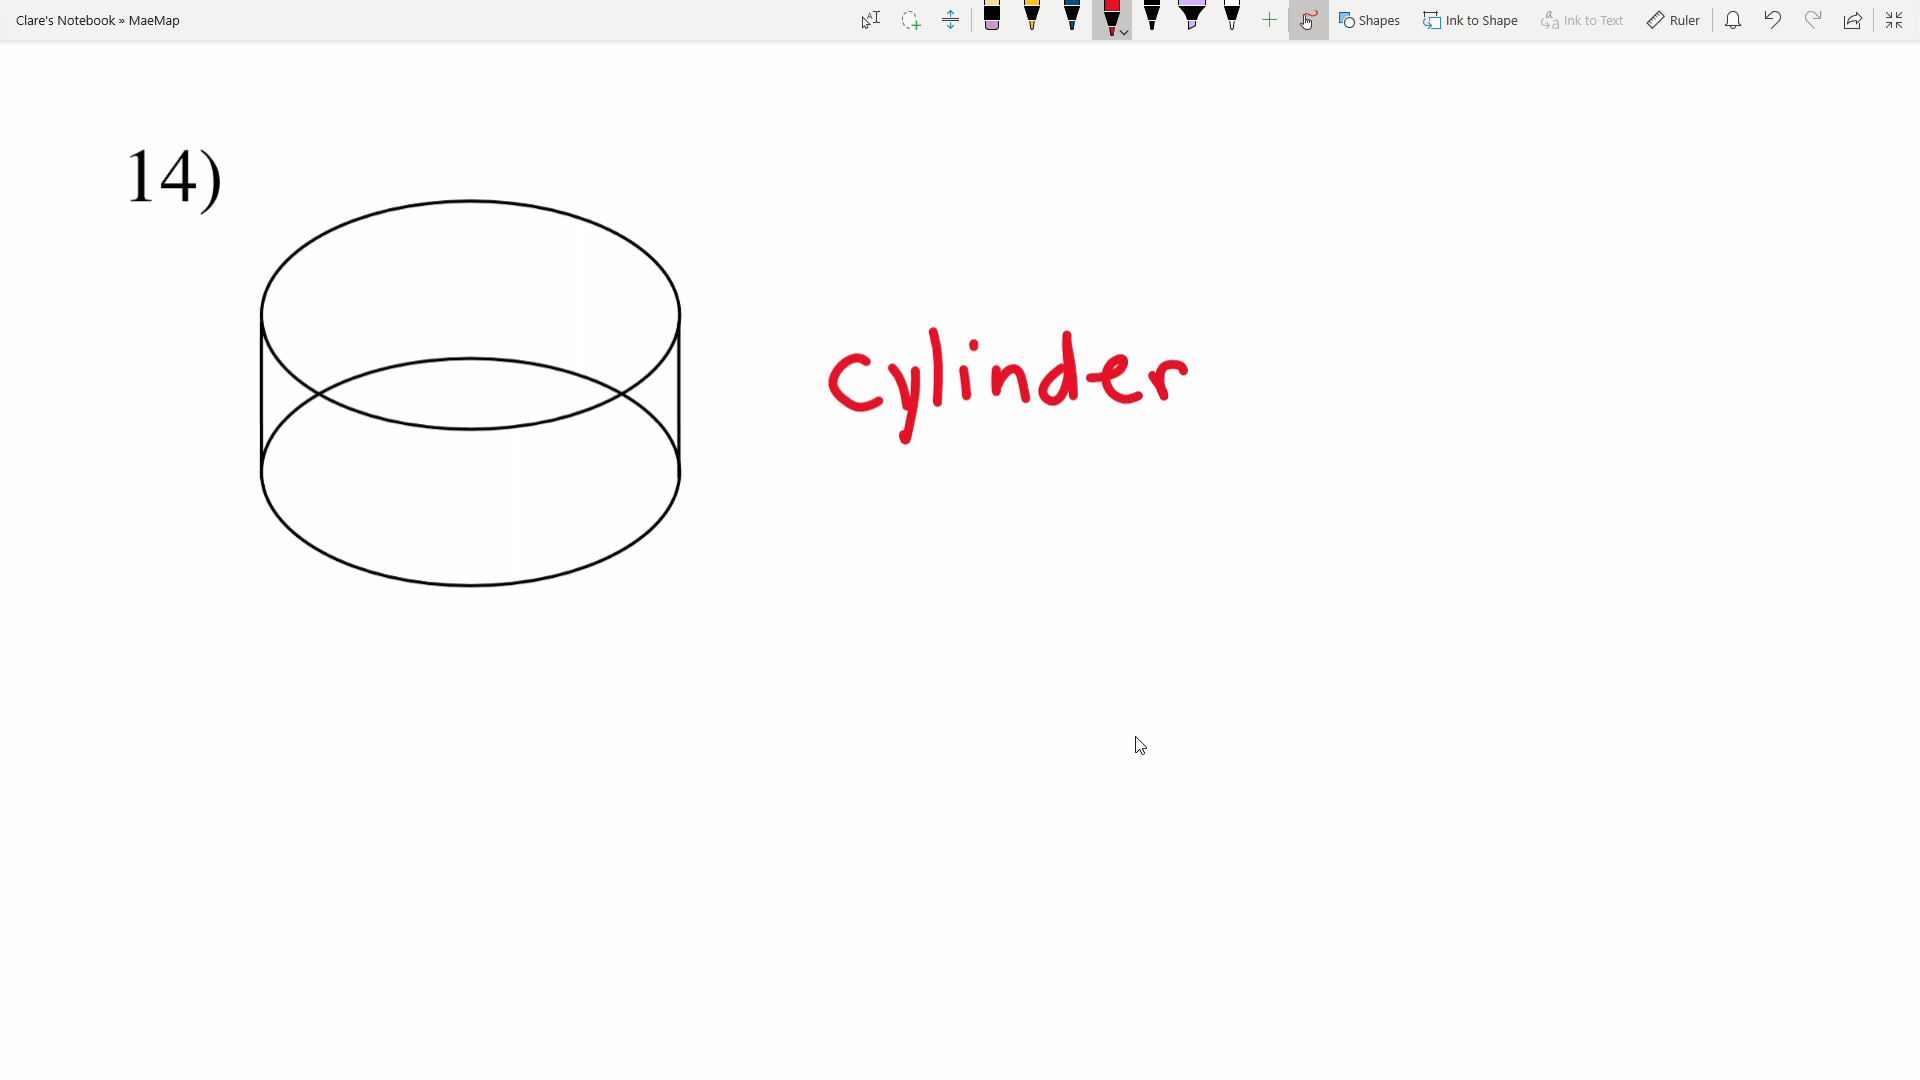 Clare's Notebook » MaeMap
Shapes
Ink to Shape
Ink to Text
Ruler
14)
cylinder